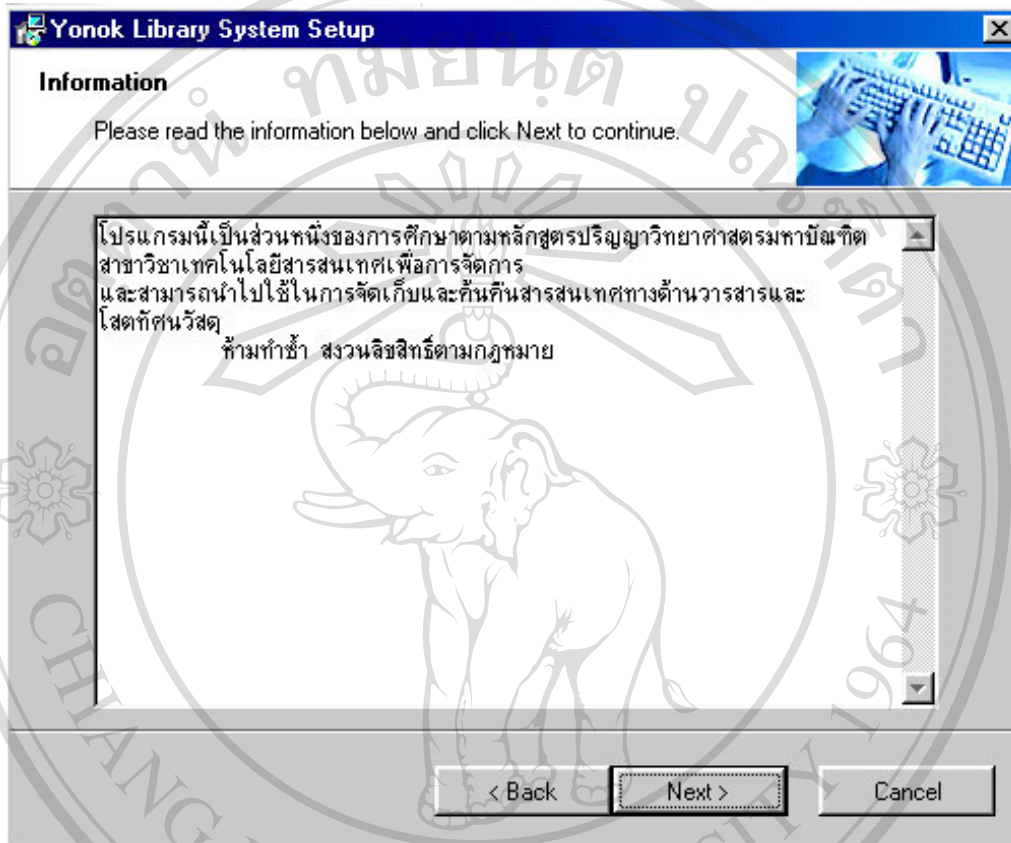 Yonok Library System Setup
Information
Please read the information below and click Next to continue.
โปรแกรมนี้เป็นส่วนหนึ่งของการศึกษาตามหลักสูตรปริญญาวิทยาศาสตรมหาบัณฑิต
สาขาวิชาเทคโนโลยีสารสนเทศเพื่อการจัดการ
และสามารถนำไปใช้ในการจัดเก็บและค้นคืนสารสนเทศทางด้านวารสารและ
โสตทัศนวัสดุ
ห้ามทำซ้ำ สงวนลิขสิทธิ์ตามกฎหมาย
< Back
Next >
Cancel
CHIANG
1964